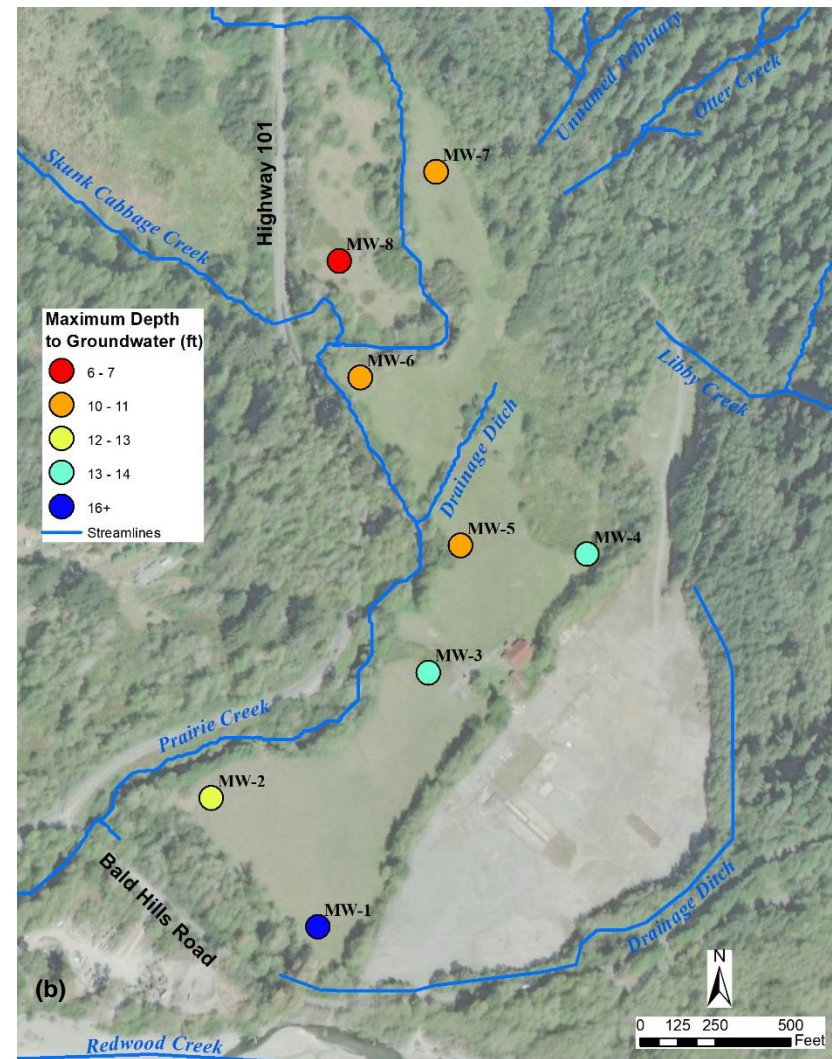 Unnamed Tributary
Otter Creek
Highway 101
MW-7
Skunk Cabbage Creek
MW-8
Maximum Depth
to Groundwater (ft)
6 - 7
10 - 11
12 - 13
13 - 14
16+
Streamlines
MW-6
Libby Creek
Drainage Ditch
MW-5
MW-4
MW-3
Prairie Creek
MW-2
Bald Hills Road
MW-1
Drainage Ditch
(b)
N
0 125 250 500
Feet
Redwood Creek